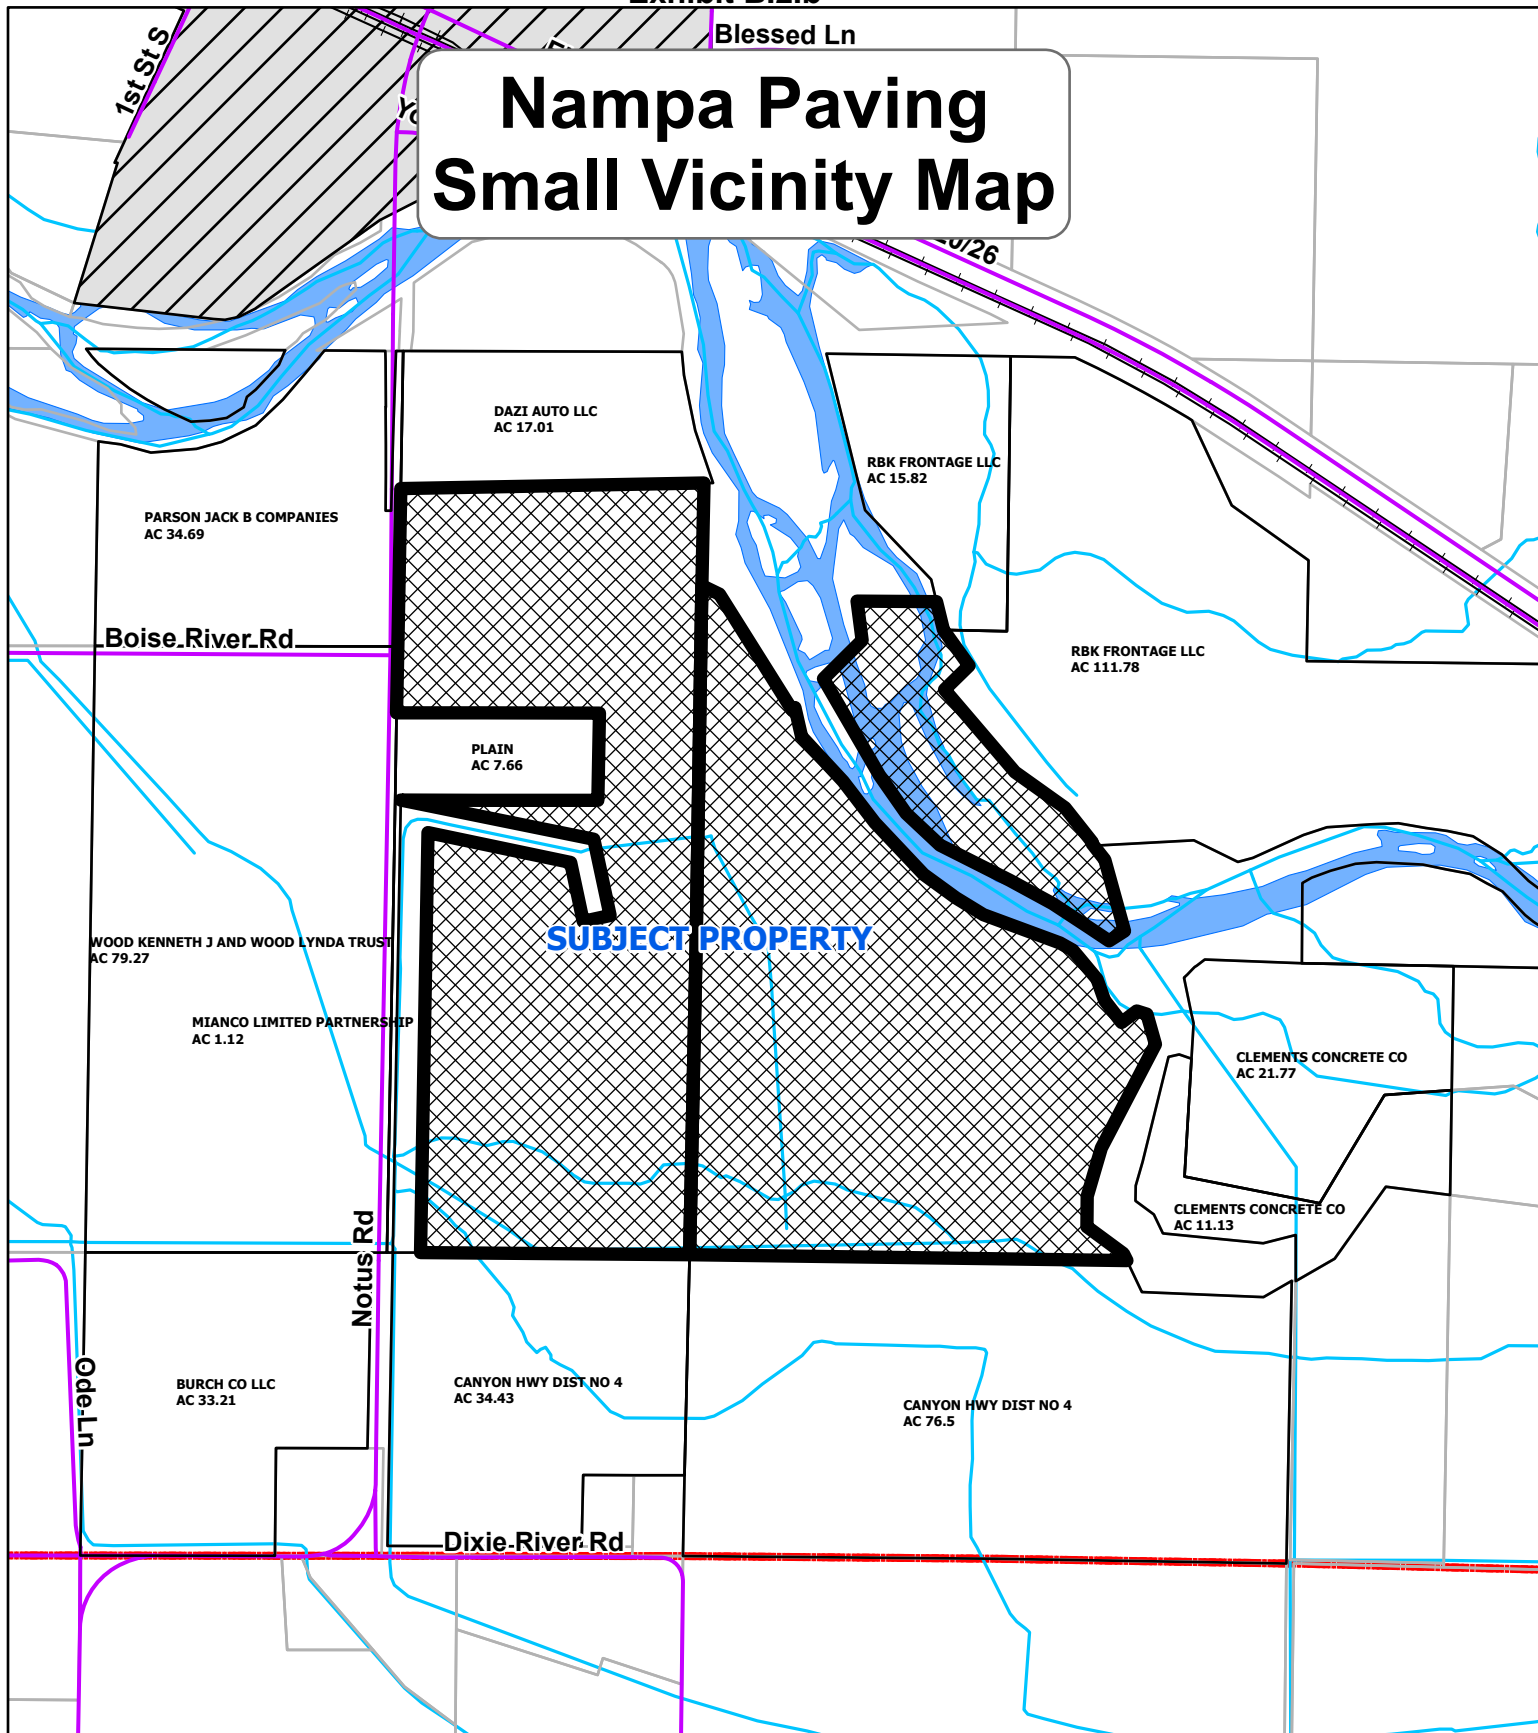 Blessed Ln
1st St S
Nampa Paving
Small Vicinity Map
20/26
DAZI AUTO LLC
AC 17.01
RBK FRONTAGE LLC
AC 15.82
PARSON JACK B COMPANIES
AC 34.69
Boise River Rd
RBK FRONTAGE LLC
AC 111.78
PLAIN
AC 7.66
SUBJECT PROPERTY
WOOD KENNETH J AND WOOD LYNDA TRUST
AC 79.27
MIANCO LIMITED PARTNERSHIP
AC 1.12
CLEMENTS CONCRETE CO
AC 21.77
CLEMENTS CONCRETE CO
AC 11.13
Notus Rd
Ode Ln
BURCH CO LLC
AC 33.21
CANYON HWY DIST NO 4
AC 34.43
CANYON HWY DIST NO 4
AC 76.5
Dixie River Rd